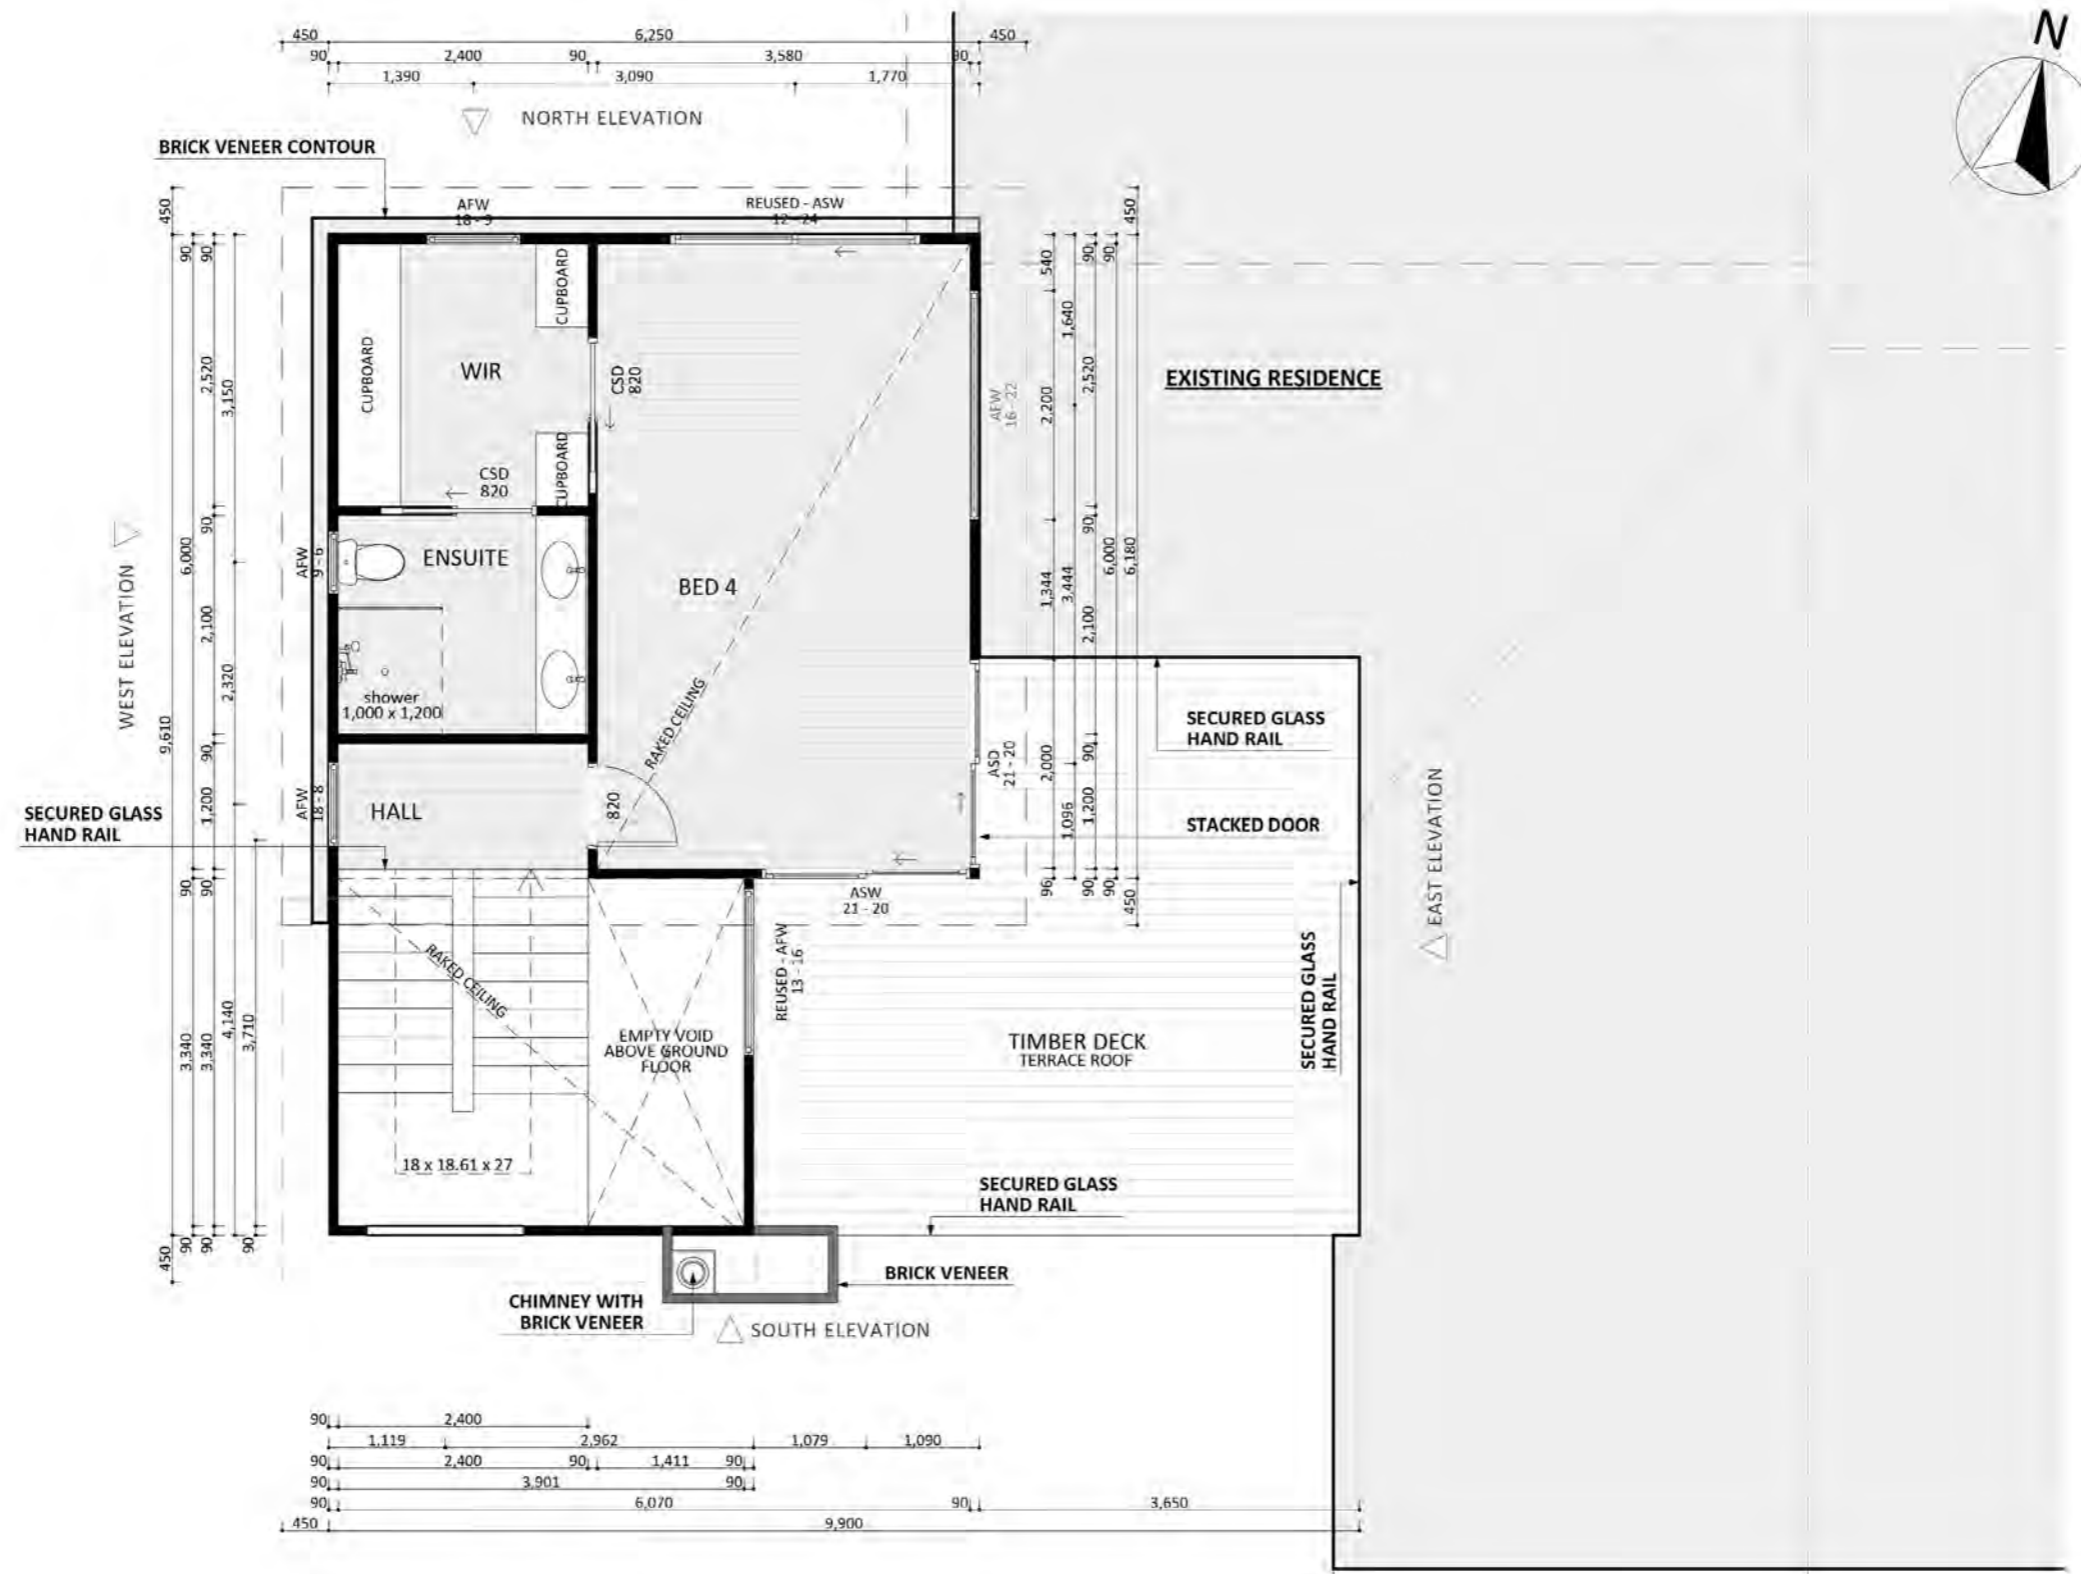 450 6,250 450
90 2,400 90 3,580 90
1,390 3,090 1,770
N
NORTH ELEVATION
BRICK VENEER CONTOUR
AFW
18 - 9
REUSED - ASW
12 - 24
CUPBOARD
CUPBOARD
CUPBOARD
WIR
CSD
820
CSD
820
AFW
16 - 22
EXISTING RESIDENCE
ENSUITE
AFW
9 - 6
BED 4
shower
1,000 x 1,200
RAKED CEILING
HALL
AFW
18 - 8
820
SECURED GLASS
HAND RAIL
ASD
21 - 20
SECURED GLASS
HAND RAIL
STACKED DOOR
ASW
21 - 20
REUSED - AFW
13 - 16
RAKED CEILING
EMPTY VOID
ABOVE GROUND
FLOOR
TIMBER DECK
TERRACE ROOF
SECURED GLASS
HAND RAIL
18 x 18.61 x 27
SECURED GLASS
HAND RAIL
BRICK VENEER
CHIMNEY WITH
BRICK VENEER
SOUTH ELEVATION
WEST ELEVATION
EAST ELEVATION
450 9,610 450
90 6,000 90 3,340 90
90 2,520 90 2,100 90 1,200 90 3,340 90
3,150 2,320 4,140
3,710 90
540 2,200 1,344 2,000 96
1,640 3,444 1,096
90 2,520 90 2,100 90 1,200 90
90 6,000 90
450 6,180 450
90 2,400
1,119 2,962 1,079 1,090
90 2,400 90 1,411 90
90 3,901 90
90 6,070 90 3,650
450 9,900